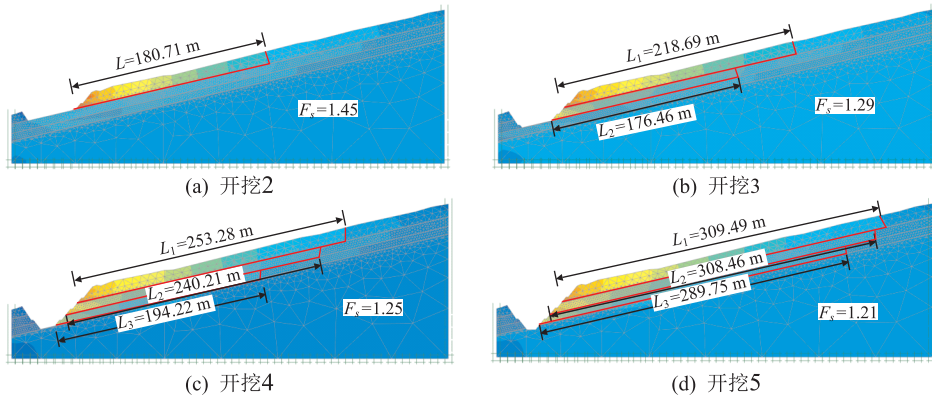 L=180.71 m
Fs=1.45
(a) 开挖2
L1=218.69 m
L2=176.46 m
Fs=1.29
(b) 开挖3
L1=253.28 m
L2=240.21 m
L3=194.22 m
Fs=1.25
(c) 开挖4
L1=309.49 m
L2=308.46 m
L3=289.75 m
Fs=1.21
(d) 开挖5